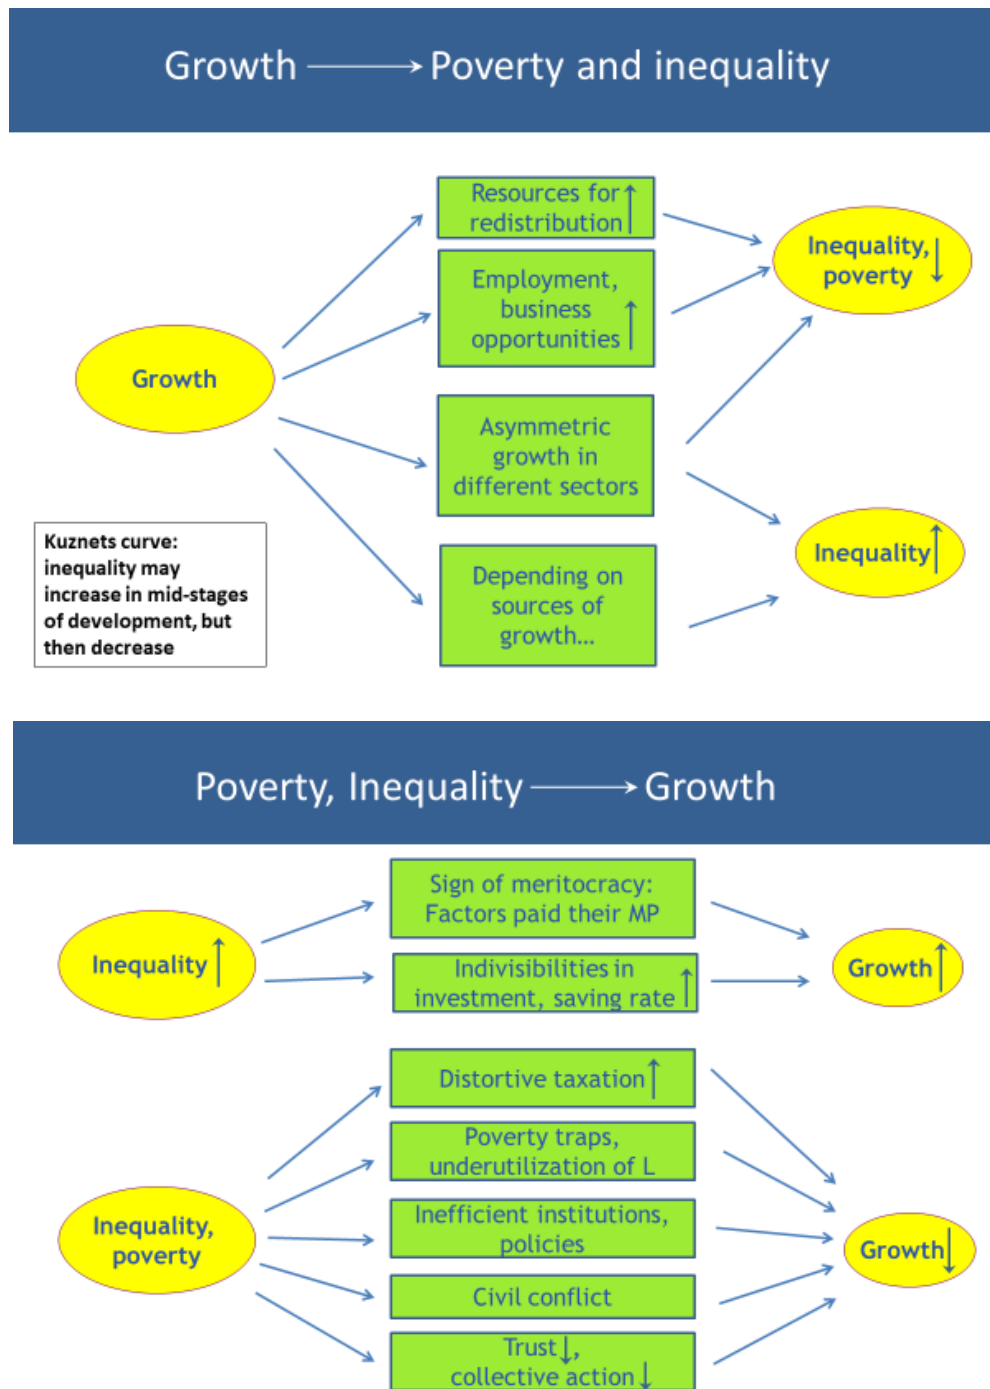 Growth → Poverty and inequality
Resources for ↑
redistribution
Employment,
business
opportunities ↑
Inequality,
poverty ↓
Growth
Asymmetric
growth in
different sectors
Kuznets curve:
inequality may
increase in mid-stages
of development, but
then decrease
Depending on
sources of
growth...
Inequality ↑
Poverty, Inequality → Growth
Inequality ↑
Sign of meritocracy:
Factors paid their MP
Indivisibilities in
investment, saving rate ↑
Growth ↑
Inequality,
poverty
Distortive taxation ↑
Poverty traps,
underutilization of L
Inefficient institutions,
policies
Civil conflict
Trust ↓,
collective action ↓
Growth ↓